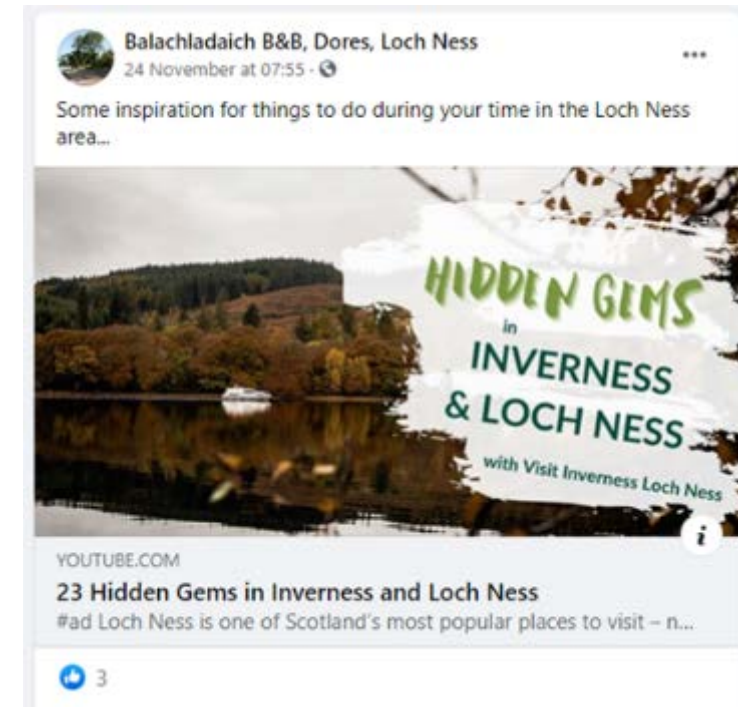 Balachladaich B&B, Dores, Loch Ness
24 November at 07:55 ·
Some inspiration for things to do during your time in the Loch Ness
area...
HIDDEN GEMS
in
INVERNESS
& LOCH NESS
with Visit Inverness Loch Ness
i
YOUTUBE.COM
23 Hidden Gems in Inverness and Loch Ness
#ad Loch Ness is one of Scotland's most popular places to visit – n...
3